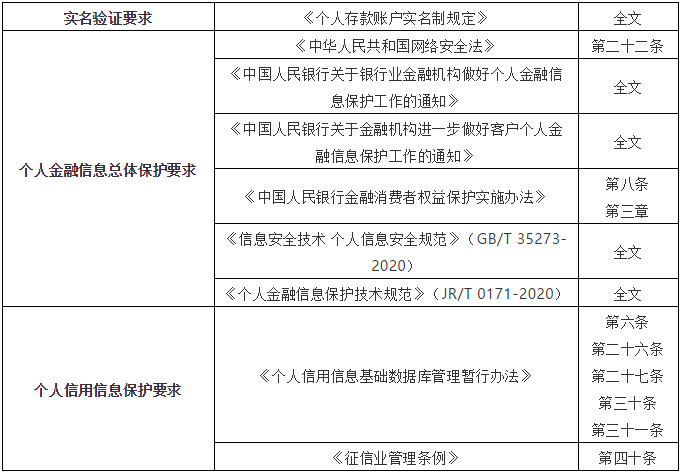 实名验证要求
《个人存款账户实名制规定》
全文
个人金融信息总体保护要求
《中华人民共和国网络安全法》
第二十二条
《中国人民银行关于银行业金融机构做好个人金融信
息保护工作的通知》
全文
《中国人民银行关于金融机构进一步做好客户个人金
融信息保护工作的通知》
全文
《中国人民银行金融消费者权益保护实施办法》
第八条
第三章
《信息安全技术 个人信息安全规范》（GB/T 35273-
2020）
全文
《个人金融信息保护技术规范》（JR/T 0171-2020）
全文
个人信用信息保护要求
《个人信用信息基础数据库管理暂行办法》
第六条
第二十六条
第二十七条
第三十条
第三十一条
《征信业管理条例》
第四十条